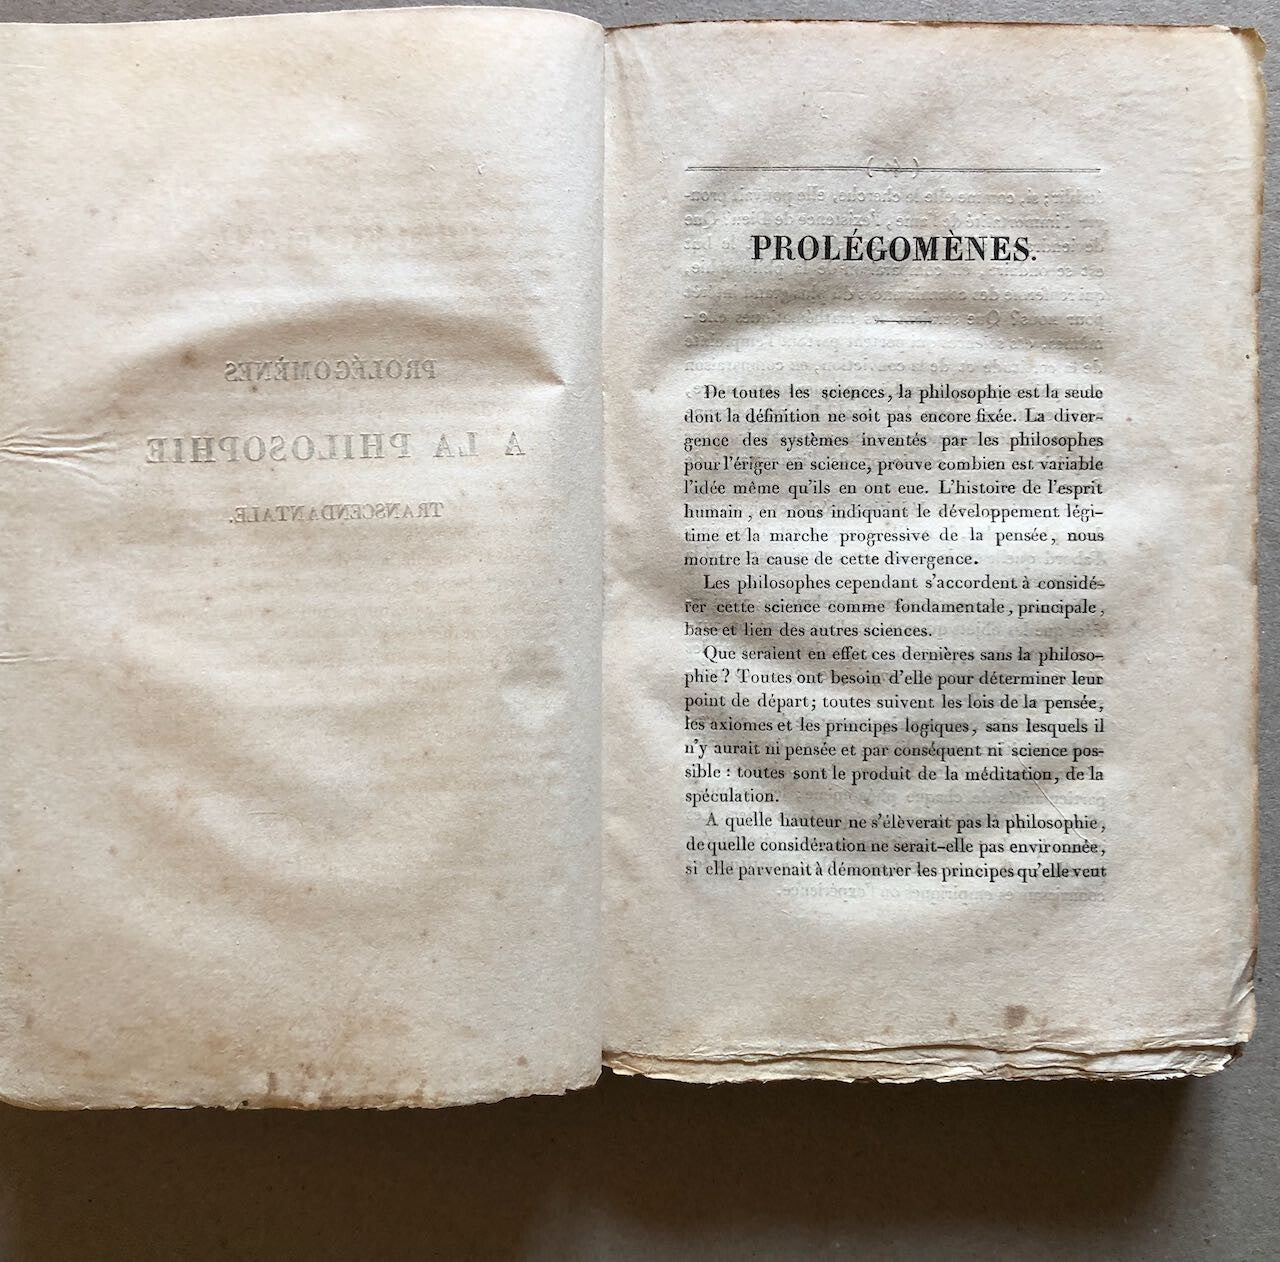 PROLÉGOMÈNES
A LA PHILOSOPHIE
TRANSCENDANTALE.
PROLÉGOMÈNES.
De toutes les sciences, la philosophie est la seule
dont la définition ne soit pas encore fixée. La diver-
gence des systèmes inventés par les philosophes
pour l'ériger en science, prouve combien est variable
l'idée même qu'ils en ont eue. L'histoire de l'esprit
humain, en nous indiquant le développement légi-
time et la marche progressive de la pensée, nous
montre la cause de cette divergence.
Les philosophes cependant s'accordent à considé-
rer cette science comme fondamentale, principale,
base et lien des autres sciences.
Que seraient en effet ces dernières sans la philoso-
phie ? Toutes ont besoin d'elle pour déterminer leur
point de départ; toutes suivent les lois de la pensée,
les axiomes et les principes logiques, sans lesquels il
n'y aurait ni pensée et par conséquent ni science pos-
sible : toutes sont le produit de la méditation, de la
spéculation.
A quelle hauteur ne s'élèverait pas la philosophie,
de quelle considération ne serait-elle pas environnée,
si elle parvenait à démontrer les principes qu'elle veut